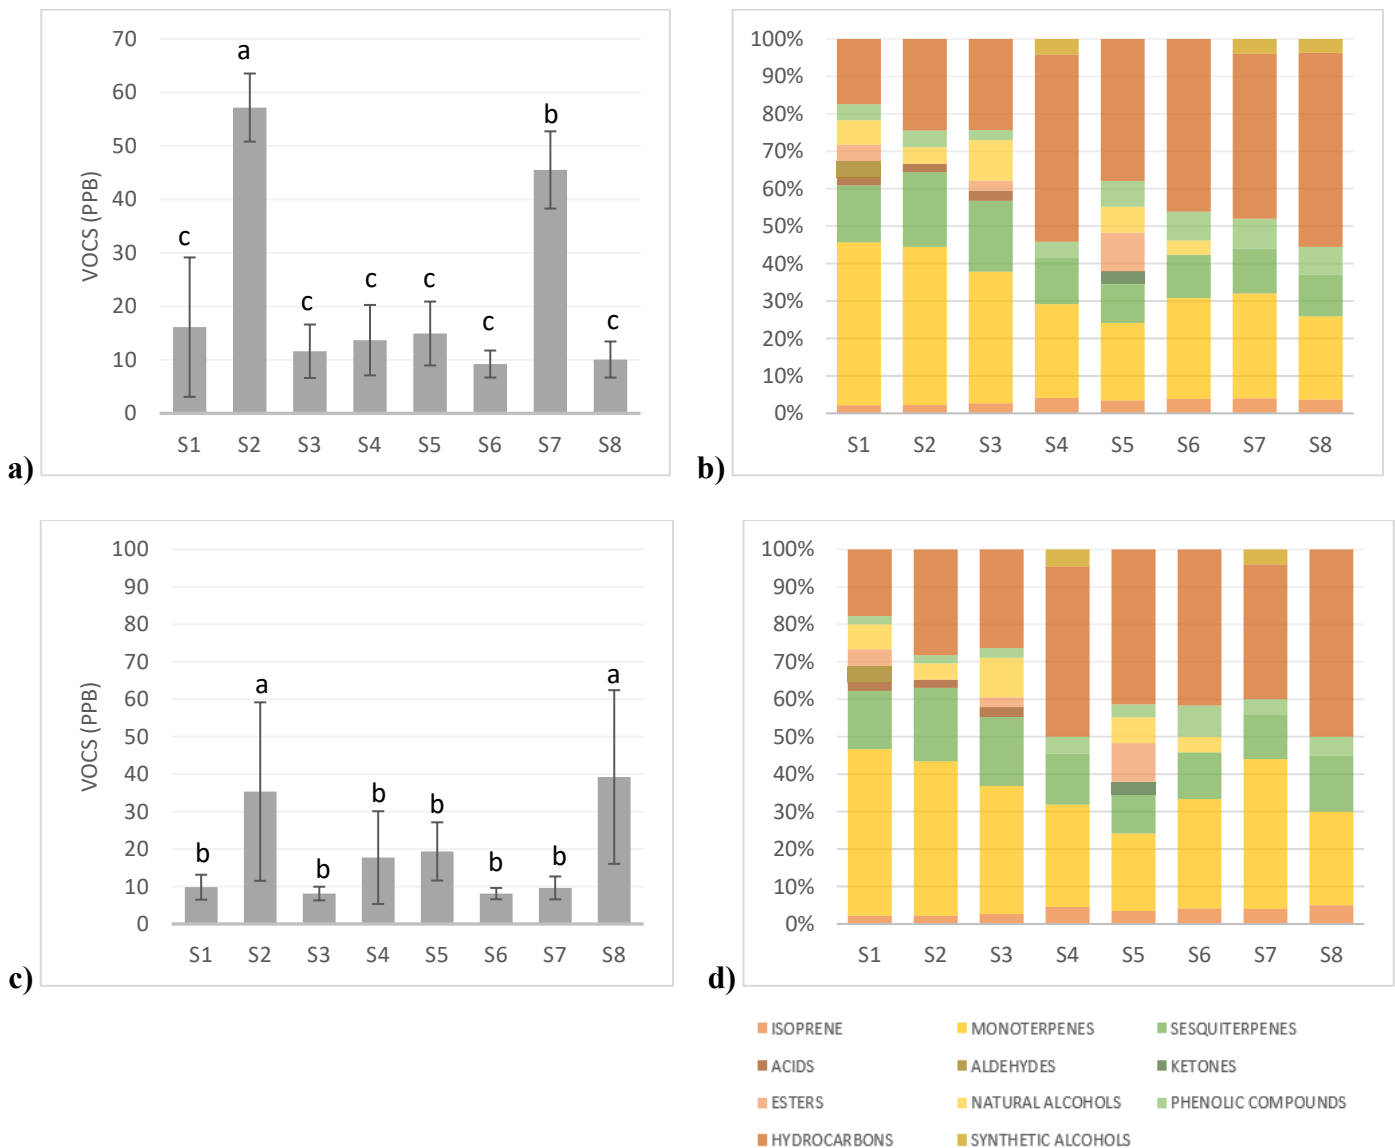 70
60
50
40
30
20
10
0
VOCS (PPB)
a
b
c
c
c
c
c
c
S1 S2 S3 S4 S5 S6 S7 S8
a)
100%
90%
80%
70%
60%
50%
40%
30%
20%
10%
0%
S1 S2 S3 S4 S5 S6 S7 S8
b)
100
90
80
70
60
50
40
30
20
10
0
VOCS (PPB)
b
a
b
b
b
b
b
a
S1 S2 S3 S4 S5 S6 S7 S8
c)
100%
90%
80%
70%
60%
50%
40%
30%
20%
10%
0%
S1 S2 S3 S4 S5 S6 S7 S8
d)
ISOPRENE MONOTERPENES SESQUITERPENES
ACIDS ALDEHYDES KETONES
ESTERS NATURAL ALCOHOLS PHENOLIC COMPOUNDS
HYDROCARBONS SYNTHETIC ALCOHOLS